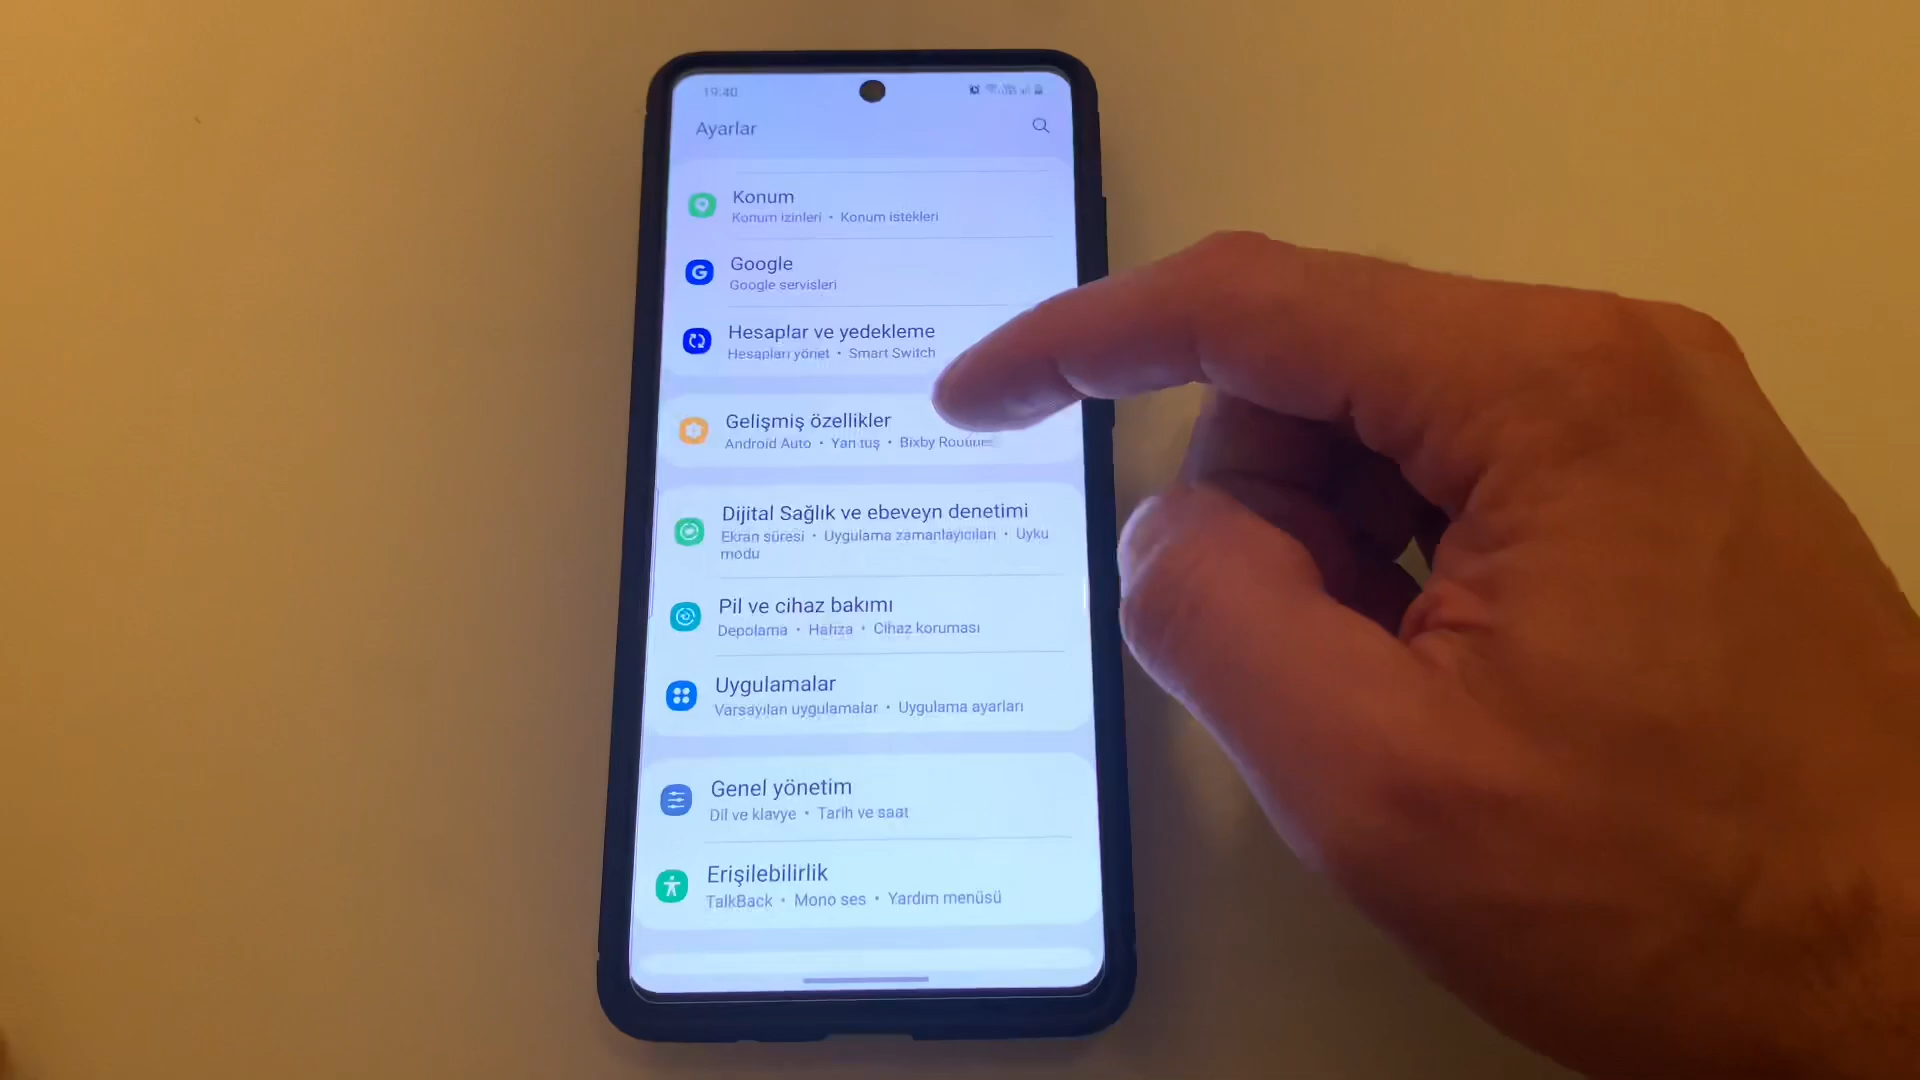 19:40
Ayarlar
Konum
Konum izinleri • Konum istekleri
Google
Google servisleri
Hesaplar ve yedekleme
Hesapları yönet • Smart Switch
Gelişmiş özellikler
Android Auto • Yan tuş • Bixby
Dijital Sağlık ve ebeveyn denetimi
Ekran süresi • Uygulama zamanlayıcıları • Uyku
modu
Pil ve cihaz bakımı
Depolama • Hafıza • Cihaz koruması
Uygulamalar
Varsayılan uygulamalar • Uygulama ayarları
Genel yönetim
Dil ve klavye • Tarih ve saat
Erişilebilirlik
TalkBack • Mono ses • Yardım menüsü